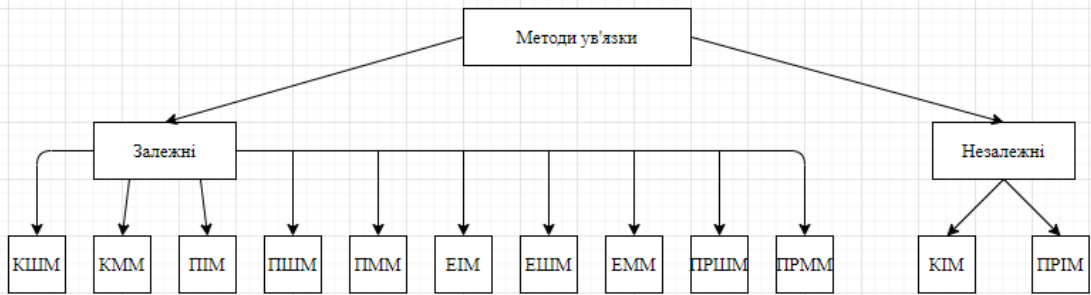 Методи ув'язки
Залежні
Незалежні
КШМ
КММ
ПІМ
ПШМ
ПММ
ЕІМ
ЕШМ
ЕММ
ПРШМ
ПРММ
КІМ
ПРІМ